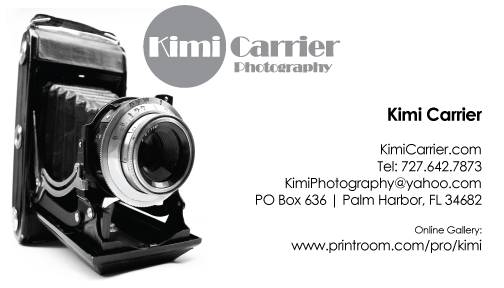 Kimi Carrier
Photography
Kimi Carrier
KimiCarrier.com
Tel: 727.642.7873
KimiPhotography@yahoo.com
PO Box 636 | Palm Harbor, FL 34682
Online Gallery:
www.printroom.com/pro/kimi